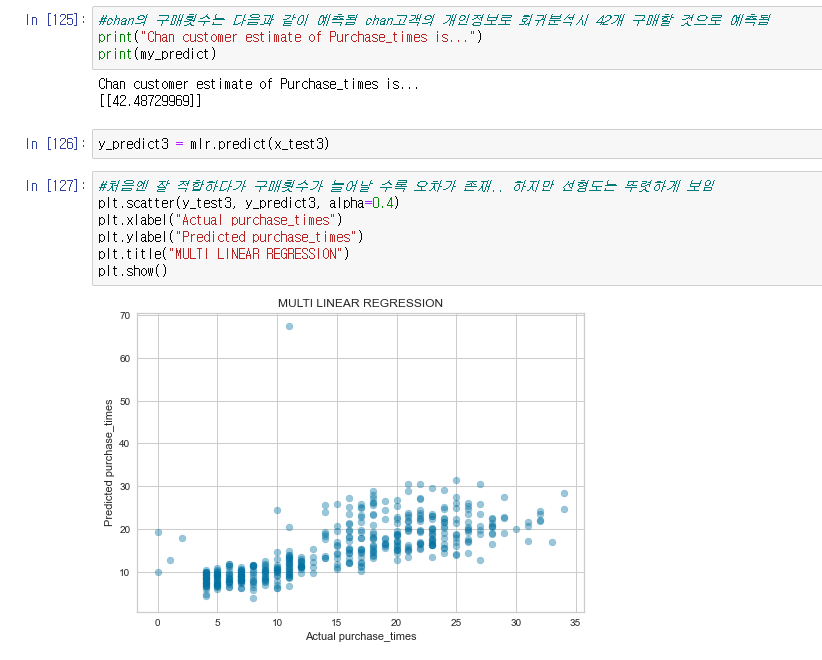 In [125]: #chan의 구매횟수는 다음과 같이 예측됨 chan고객의 개인정보로 회귀분석시 42개 구매할 것으로 예측됨
print("Chan customer estimate of Purchase_times is...")
print(my_predict)
Chan customer estimate of Purchase_times is...
[[42.48729969]]
In [126]: y_predict3 = mlr.predict(x_test3)
In [127]: #처음엔 잘 적합하다가 구매횟수가 늘어날 수록 오차가 존재.. 하지만 선형도는 뚜렷하게 보임
plt.scatter(y_test3, y_predict3, alpha=0.4)
plt.xlabel("Actual purchase_times")
plt.ylabel("Predicted purchase_times")
plt.title("MULTI LINEAR REGRESSION")
plt.show()
MULTI LINEAR REGRESSION
70
60
50
40
30
20
10
Predicted purchase_times
0 5 10 15 20 25 30 35
Actual purchase_times